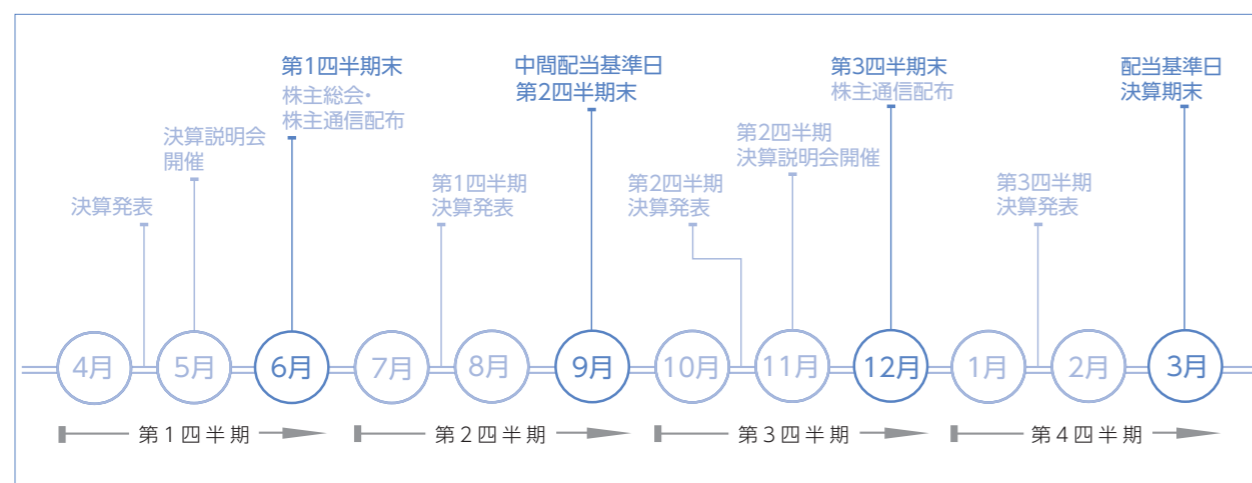 決算発表
決算説明会
開催
第1四半期末
株主総会・
株主通信配布
第1四半期
決算発表
中間配当基準日
第2四半期末
第2四半期
決算発表
第2四半期
決算説明会開催
第3四半期末
株主通信配布
第3四半期
決算発表
配当基準日
決算期末
4月 5月 6月 7月 8月 9月 10月 11月 12月 1月 2月 3月
第1四半期 第2四半期 第3四半期 第4四半期